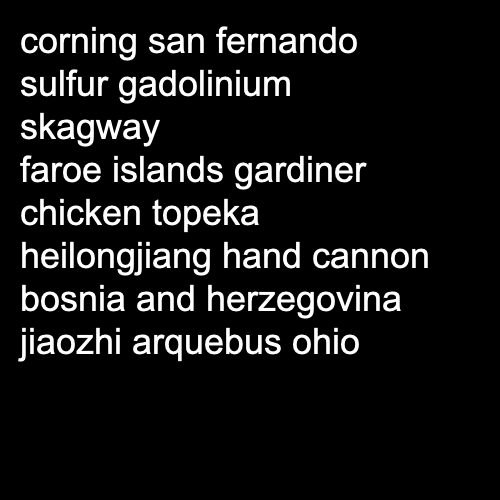 corning san fernando
sulfur gadolinium
skagway
faroe islands gardiner
chicken topeka
heilongjiang hand cannon
bosnia and herzegovina
jiaozhi arquebus ohio